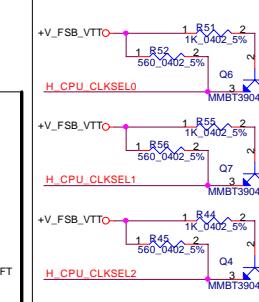 R51
+V_FSB_VTT 1 2
1K_0402_5%
R52
1 2
560_0402_5%
2
Q6
H_CPU_CLKSEL0 3
MMBT3904
R55
+V_FSB_VTT 1 2
1K_0402_5%
R56
1 2
560_0402_5%
2
Q7
H_CPU_CLKSEL1 3
MMBT3904
R44
+V_FSB_VTT 1 2
1K_0402_5%
R45
1 2
560_0402_5%
2
Q4
FT
H_CPU_CLKSEL2 3
MMBT3904